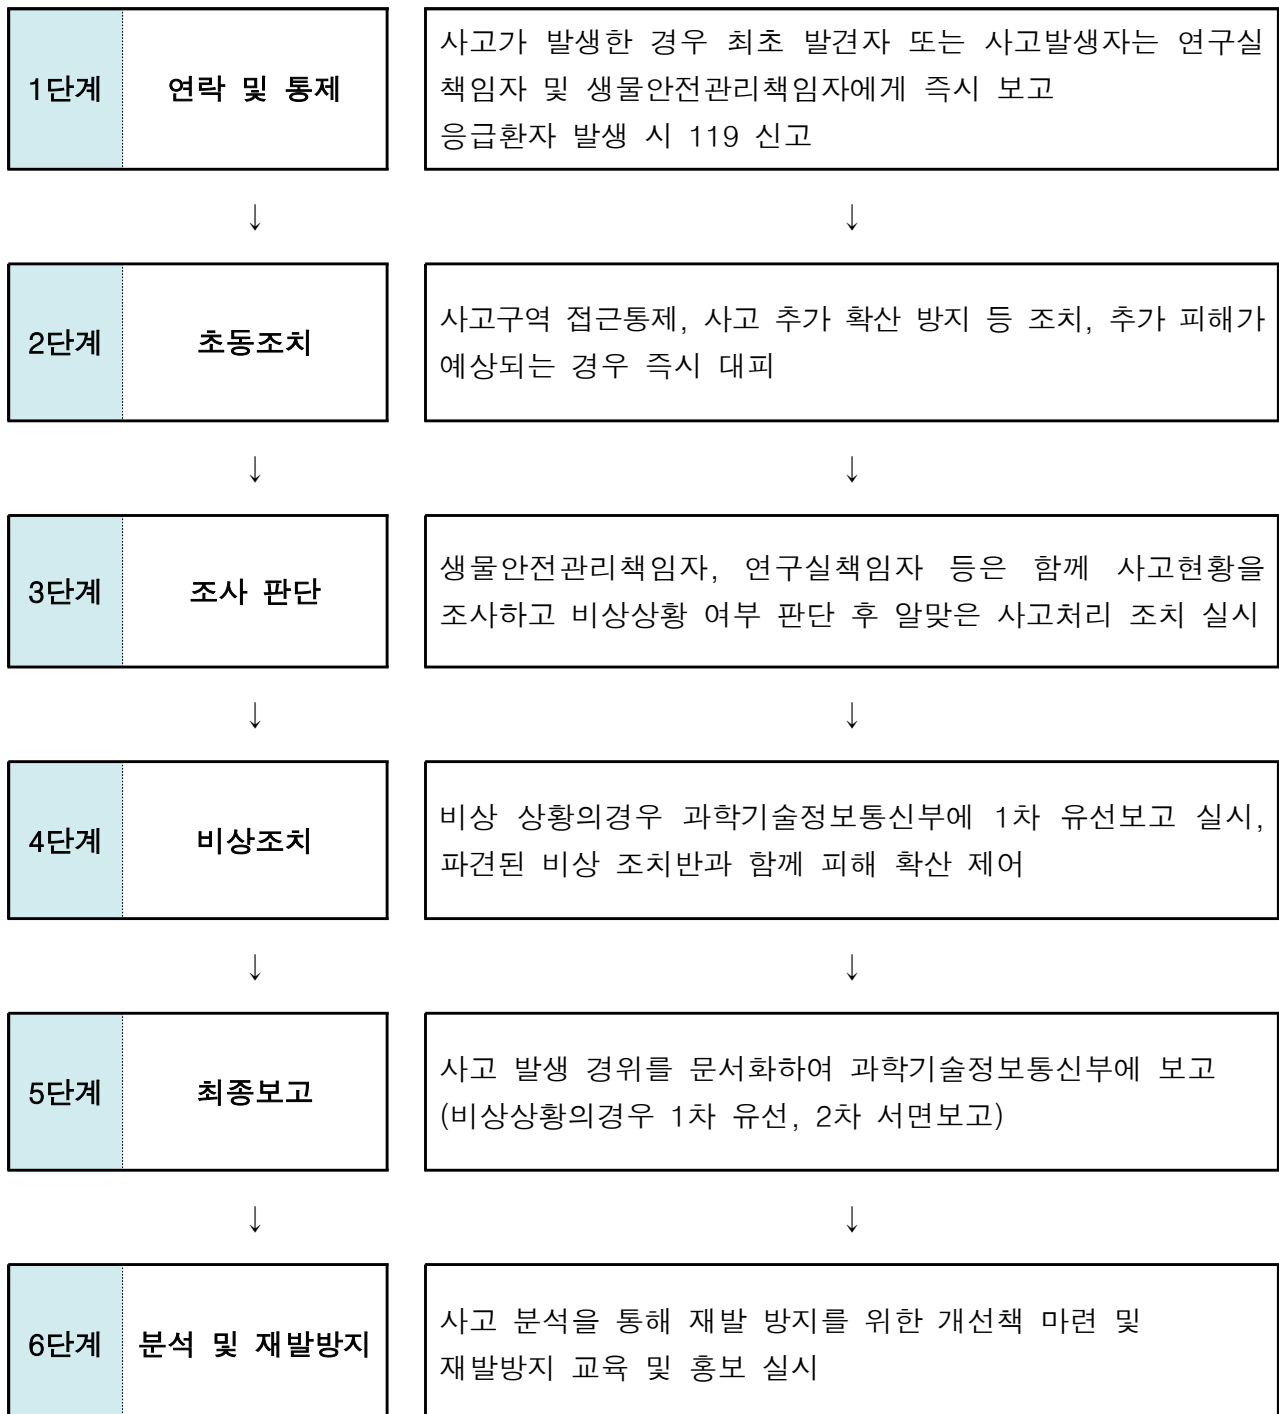 1단계 연락 및 통제
사고가 발생한 경우 최초 발견자 또는 사고발생자는 연구실
책임자 및 생물안전관리책임자에게 즉시 보고
응급환자 발생 시 119 신고
↓ ↓
2단계 초동조치
사고구역 접근통제, 사고 추가 확산 방지 등 조치, 추가 피해가
예상되는 경우 즉시 대피
↓ ↓
3단계 조사 판단
생물안전관리책임자, 연구실책임자 등은 함께 사고현황을
조사하고 비상상황 여부 판단 후 알맞은 사고처리 조치 실시
↓ ↓
4단계 비상조치
비상 상황의경우 과학기술정보통신부에 1차 유선보고 실시,
파견된 비상 조치반과 함께 피해 확산 제어
↓ ↓
5단계 최종보고
사고 발생 경위를 문서화하여 과학기술정보통신부에 보고
(비상상황의경우 1차 유선, 2차 서면보고)
↓ ↓
6단계 분석 및 재발방지
사고 분석을 통해 재발 방지를 위한 개선책 마련 및
재발방지 교육 및 홍보 실시